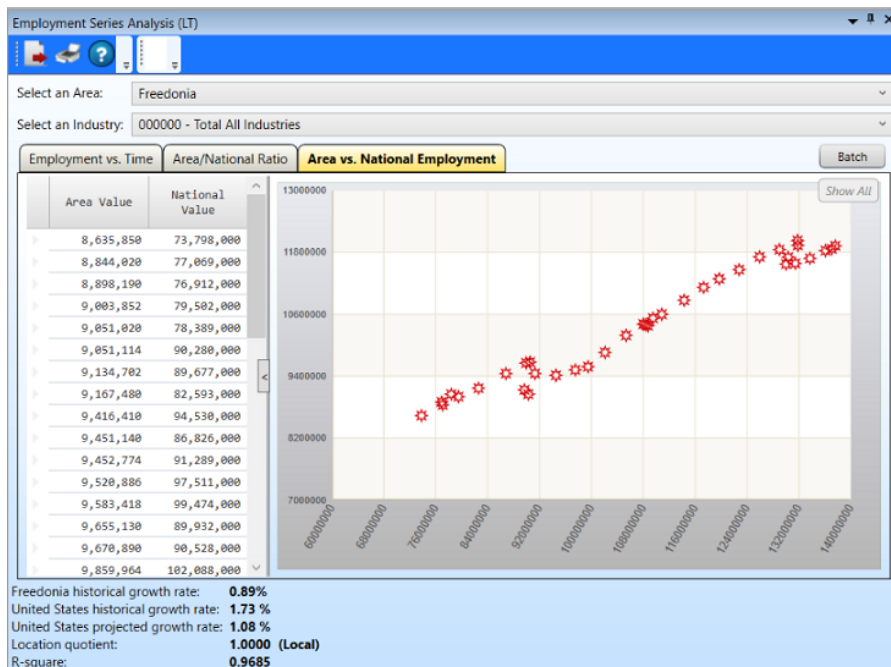 Employment Series Analysis (LT)
Select an Area: Freedonia
Select an Industry: 000000 - Total All Industries
Employment vs. Time Area/National Ratio Area vs. National Employment Batch
Area Value National Value
8,635,850 73,798,000
8,844,020 77,069,000
8,898,190 76,912,000
9,003,852 79,502,000
9,051,020 78,389,000
9,051,114 90,280,000
9,134,702 89,677,000
9,167,480 82,593,000
9,416,410 94,530,000
9,451,140 86,826,000
9,452,774 91,289,000
9,520,886 97,511,000
9,583,418 99,474,000
9,655,130 89,932,000
9,670,890 90,528,000
9,859,964 102,088,000
<
Show All
13000000
11800000
10600000
9400000
8200000
7000000
60000000 68000000 76000000 84000000 92000000 100000000 108000000 116000000 124000000 132000000 140000000
Freedonia historical growth rate: 0.89%
United States historical growth rate: 1.73 %
United States projected growth rate: 1.08 %
Location quotient: 1.0000 (Local)
R-square: 0.9685